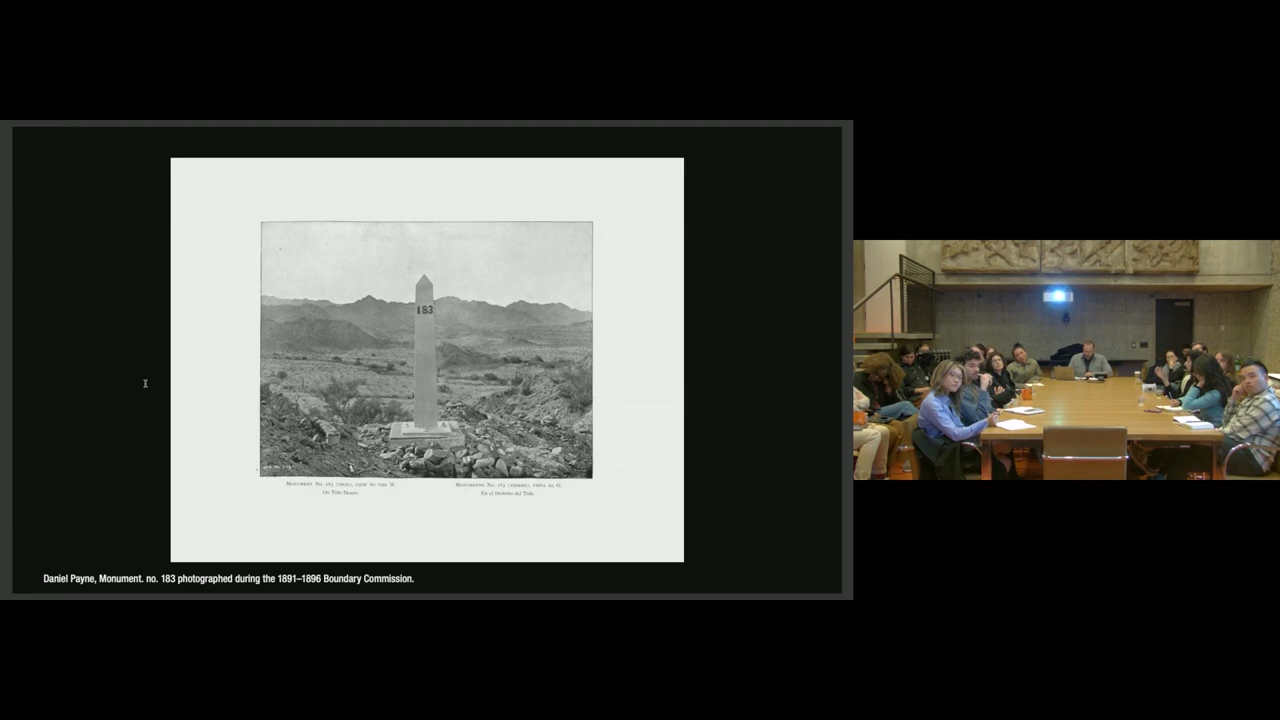 183
MONUMENT No. 183 (IRON), VIEW TO THE W.
On Tule Desert.
MONUMENTO No. 183 (FIERRO), VISTA AL O.
En el Desierto del Tule.
Daniel Payne, Monument. no. 183 photographed during the 1891–1896 Boundary Commission.